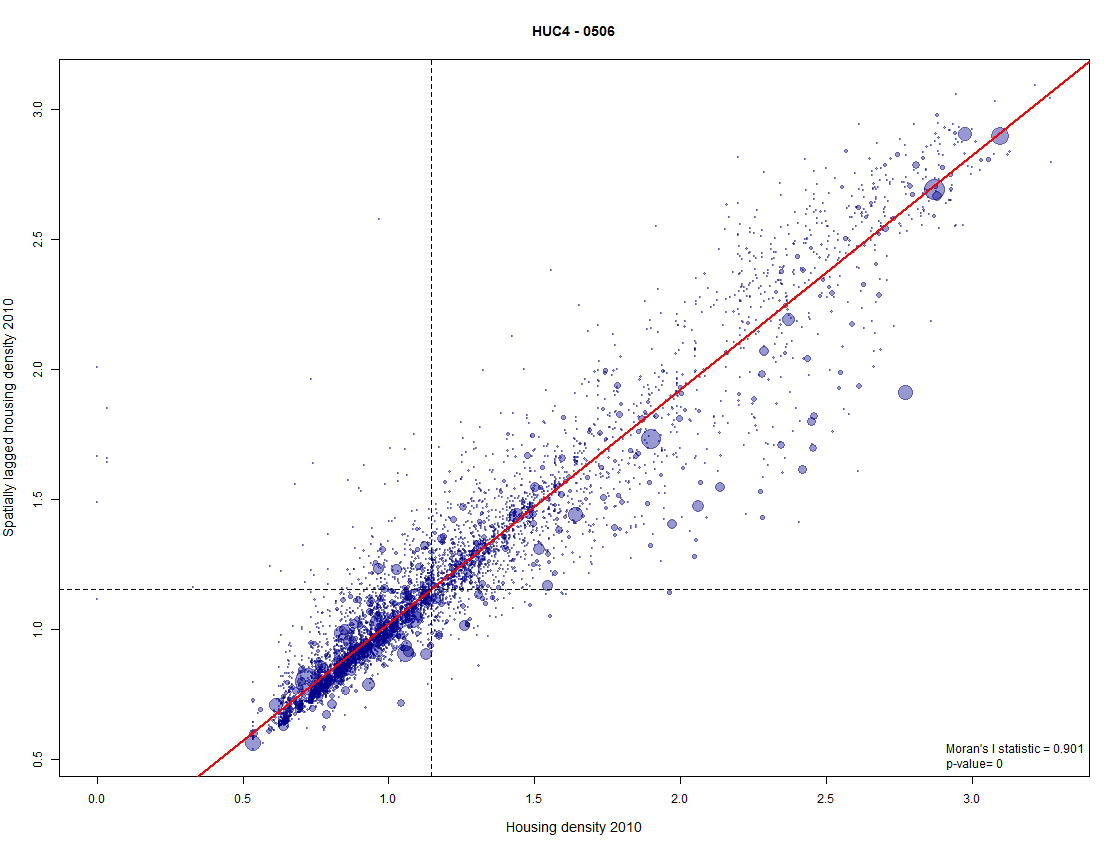 HUC4 - 0506
Spatially lagged housing density 2010
3.0
2.5
2.0
1.5
1.0
0.5
Moran's I statistic = 0.901
p-value= 0
0.0 0.5 1.0 1.5 2.0 2.5 3.0
Housing density 2010